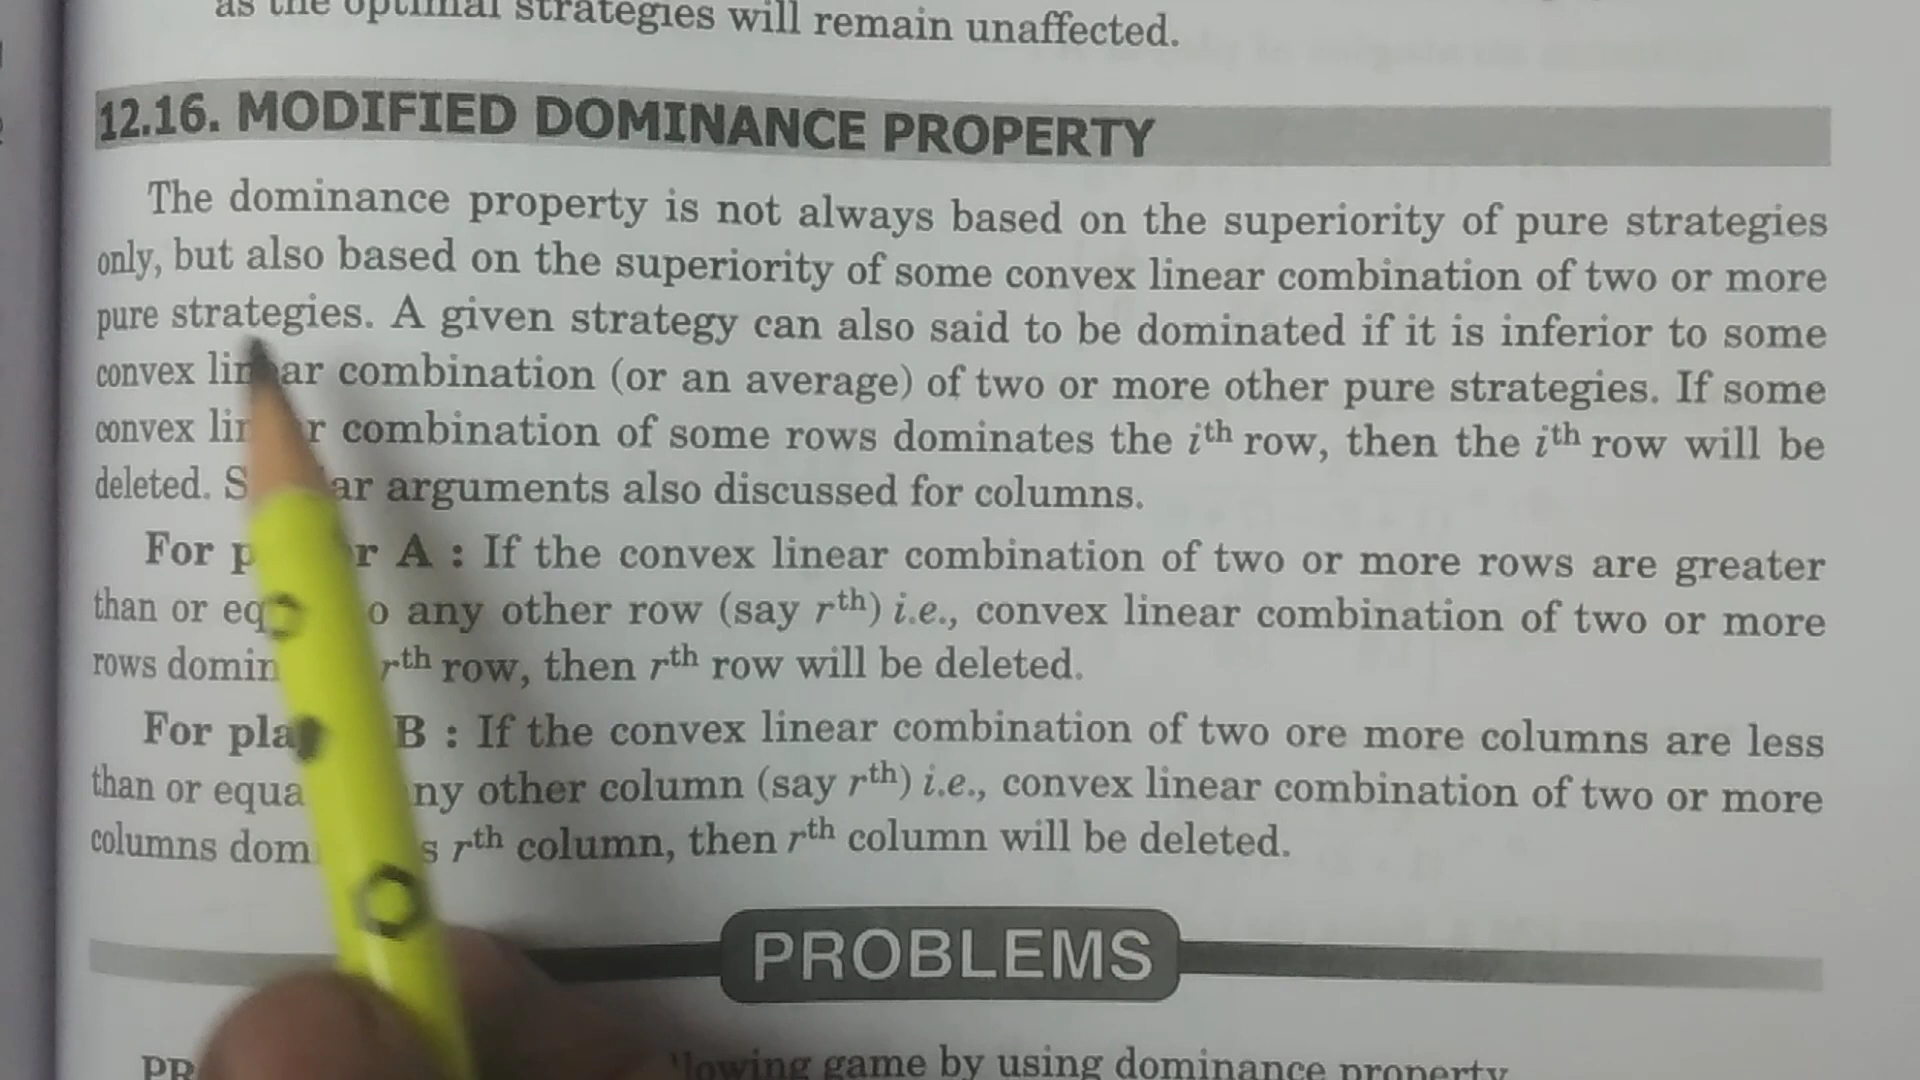 as the optimal strategies will remain unaffected.
12.16. MODIFIED DOMINANCE PROPERTY
The dominance property is not always based on the superiority of pure strategies
only, but also based on the superiority of some convex linear combination of two or more
pure strategies. A given strategy can also said to be dominated if it is inferior to some
convex linear combination (or an average) of two or more other pure strategies. If some
convex combination of some rows dominates the iᵗʰ row, then the iᵗʰ row will be
deleted. arguments also discussed for columns.
For A : If the convex linear combination of two or more rows are greater
than or any other row (say rᵗʰ) i.e., convex linear combination of two or more
rows rᵗʰ row, then rᵗʰ row will be deleted.
For B : If the convex linear combination of two ore more columns are less
than or any other column (say rᵗʰ) i.e., convex linear combination of two or more
columns rᵗʰ column, then rᵗʰ column will be deleted.
PROBLEMS
game by using dominance property